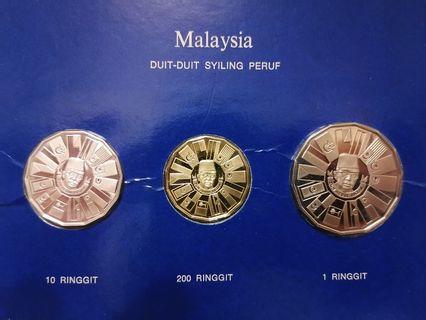 Malaysia
DUIT-DUIT SYILING PERUF
10 RINGGIT
200 RINGGIT
1 RINGGIT